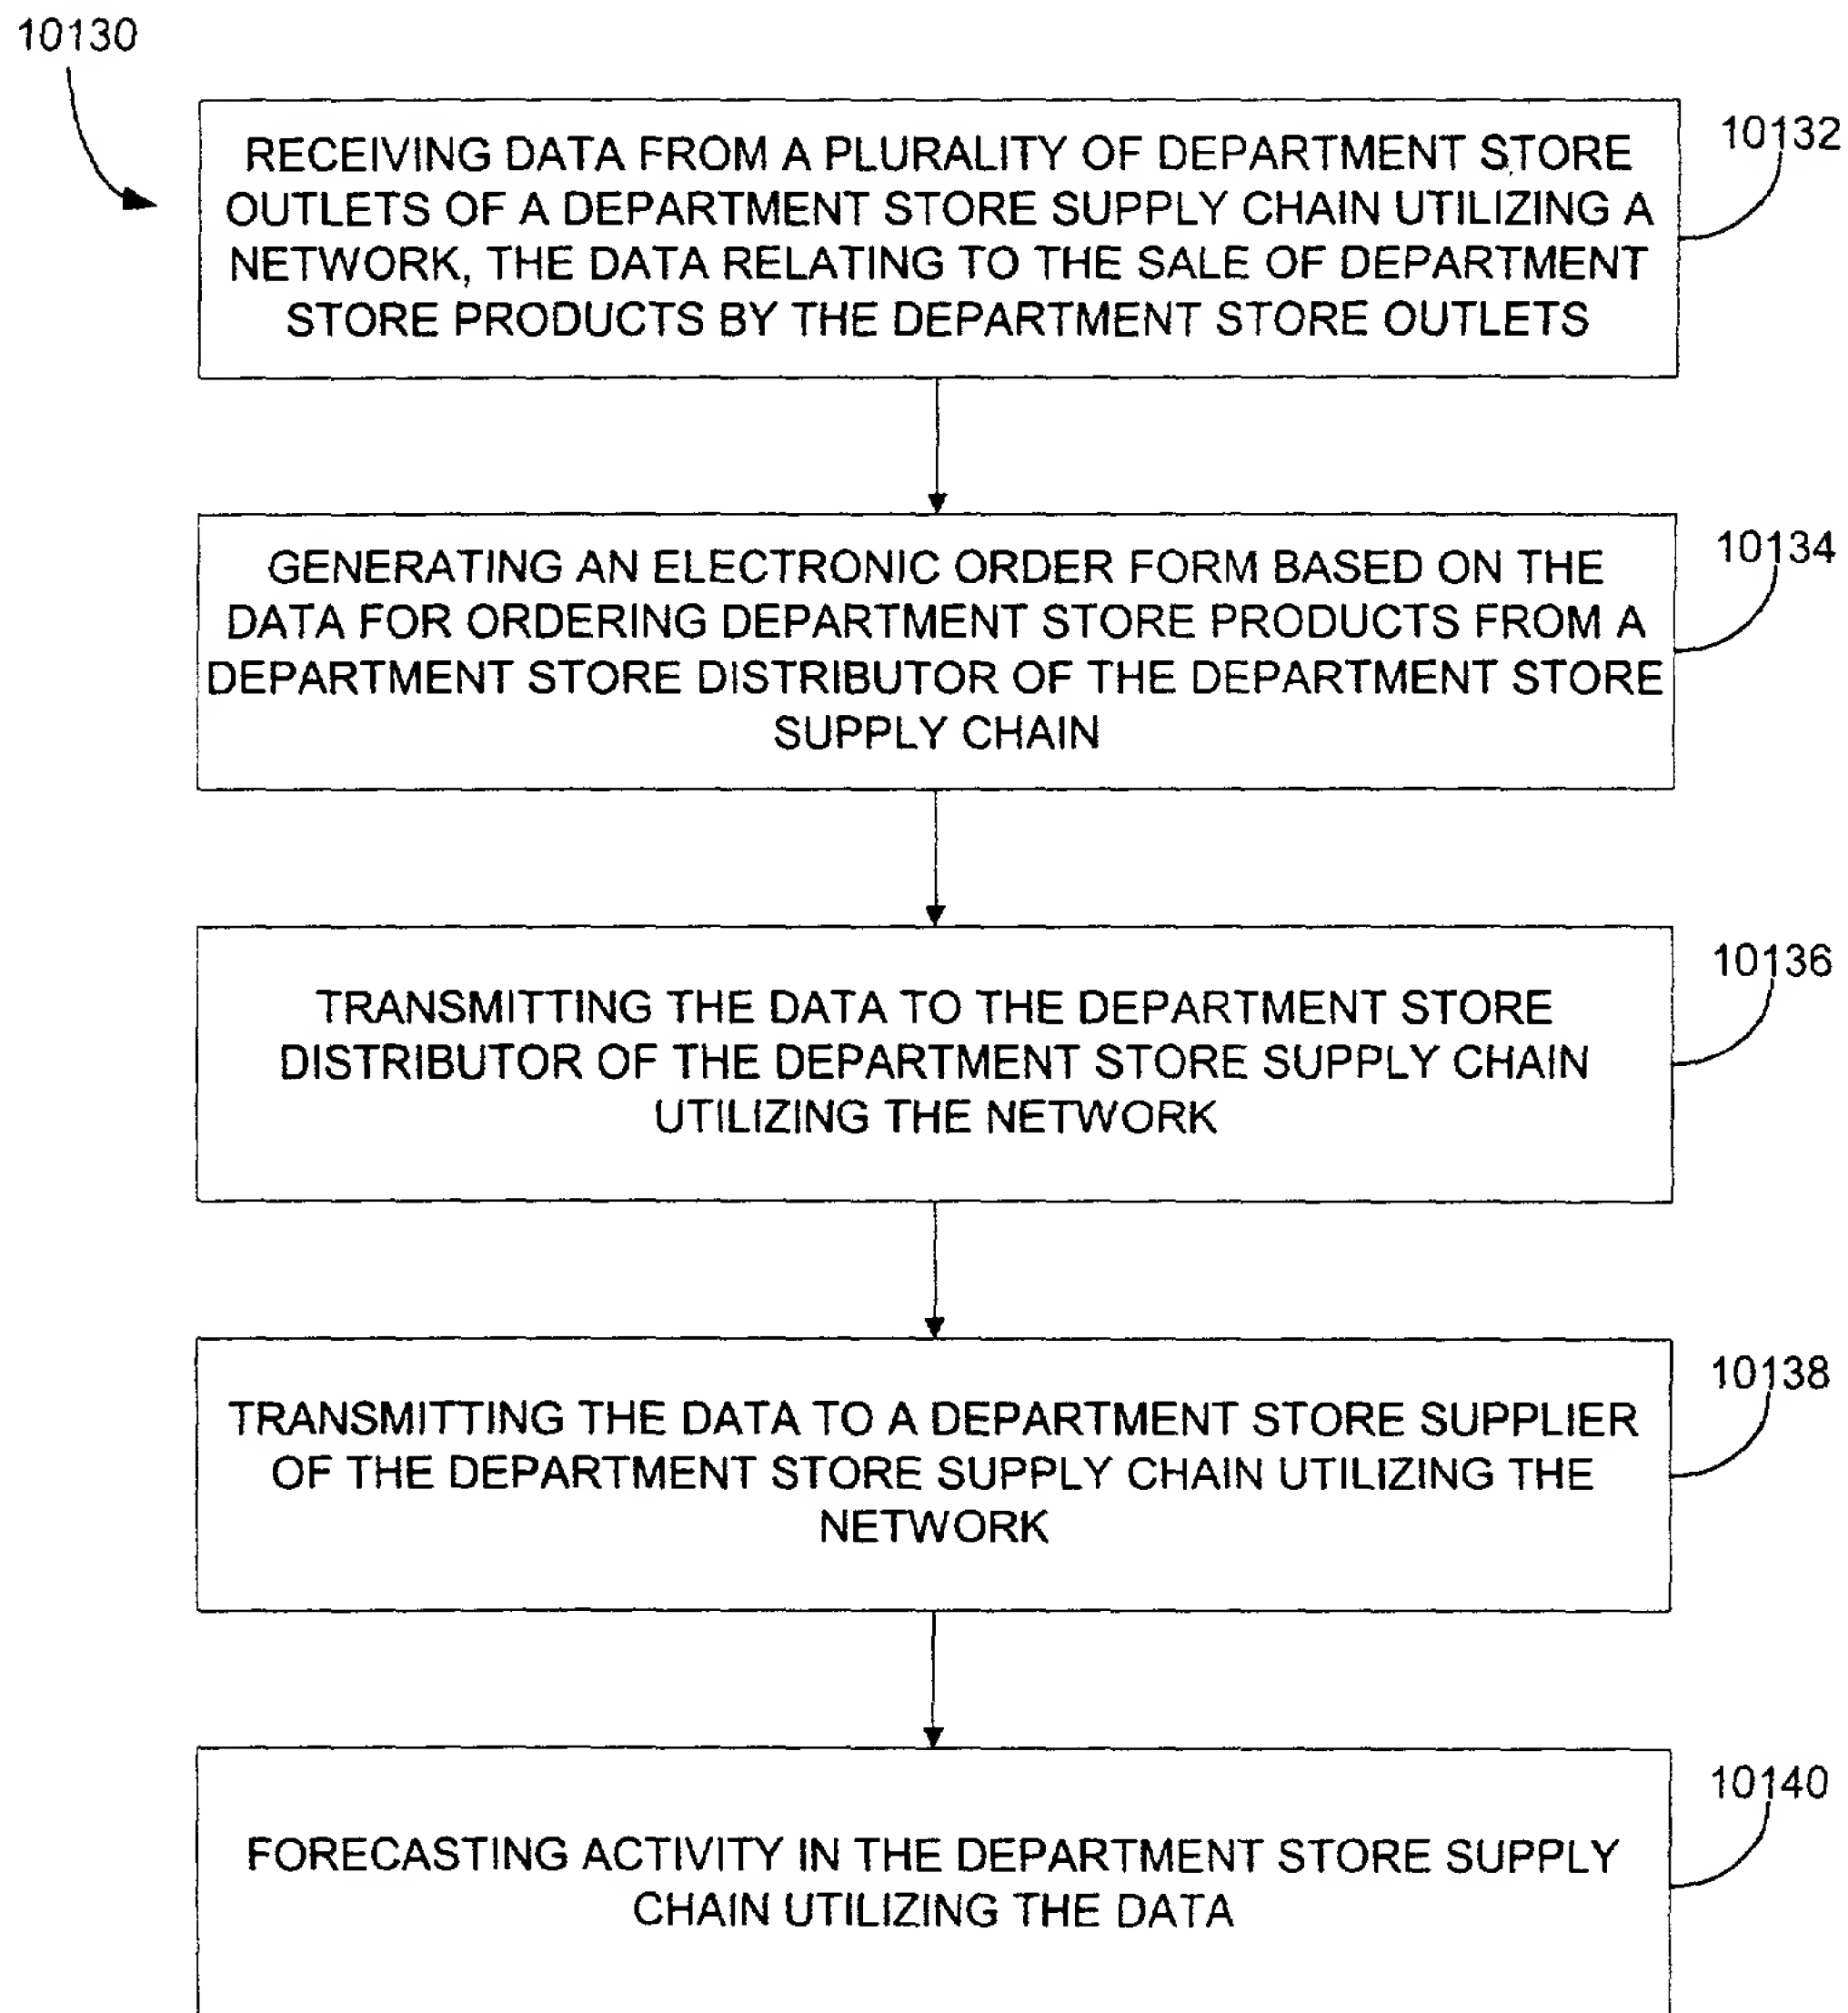 10130
10132
RECEIVING DATA FROM A PLURALITY OF DEPARTMENT STORE
OUTLETS OF A DEPARTMENT STORE SUPPLY CHAIN UTILIZING A
NETWORK, THE DATA RELATING TO THE SALE OF DEPARTMENT
STORE PRODUCTS BY THE DEPARTMENT STORE OUTLETS
10134
GENERATING AN ELECTRONIC ORDER FORM BASED ON THE
DATA FOR ORDERING DEPARTMENT STORE PRODUCTS FROM A
DEPARTMENT STORE DISTRIBUTOR OF THE DEPARTMENT STORE
SUPPLY CHAIN
10136
TRANSMITTING THE DATA TO THE DEPARTMENT STORE
DISTRIBUTOR OF THE DEPARTMENT STORE SUPPLY CHAIN
UTILIZING THE NETWORK
10138
TRANSMITTING THE DATA TO A DEPARTMENT STORE SUPPLIER
OF THE DEPARTMENT STORE SUPPLY CHAIN UTILIZING THE
NETWORK
10140
FORECASTING ACTIVITY IN THE DEPARTMENT STORE SUPPLY
CHAIN UTILIZING THE DATA